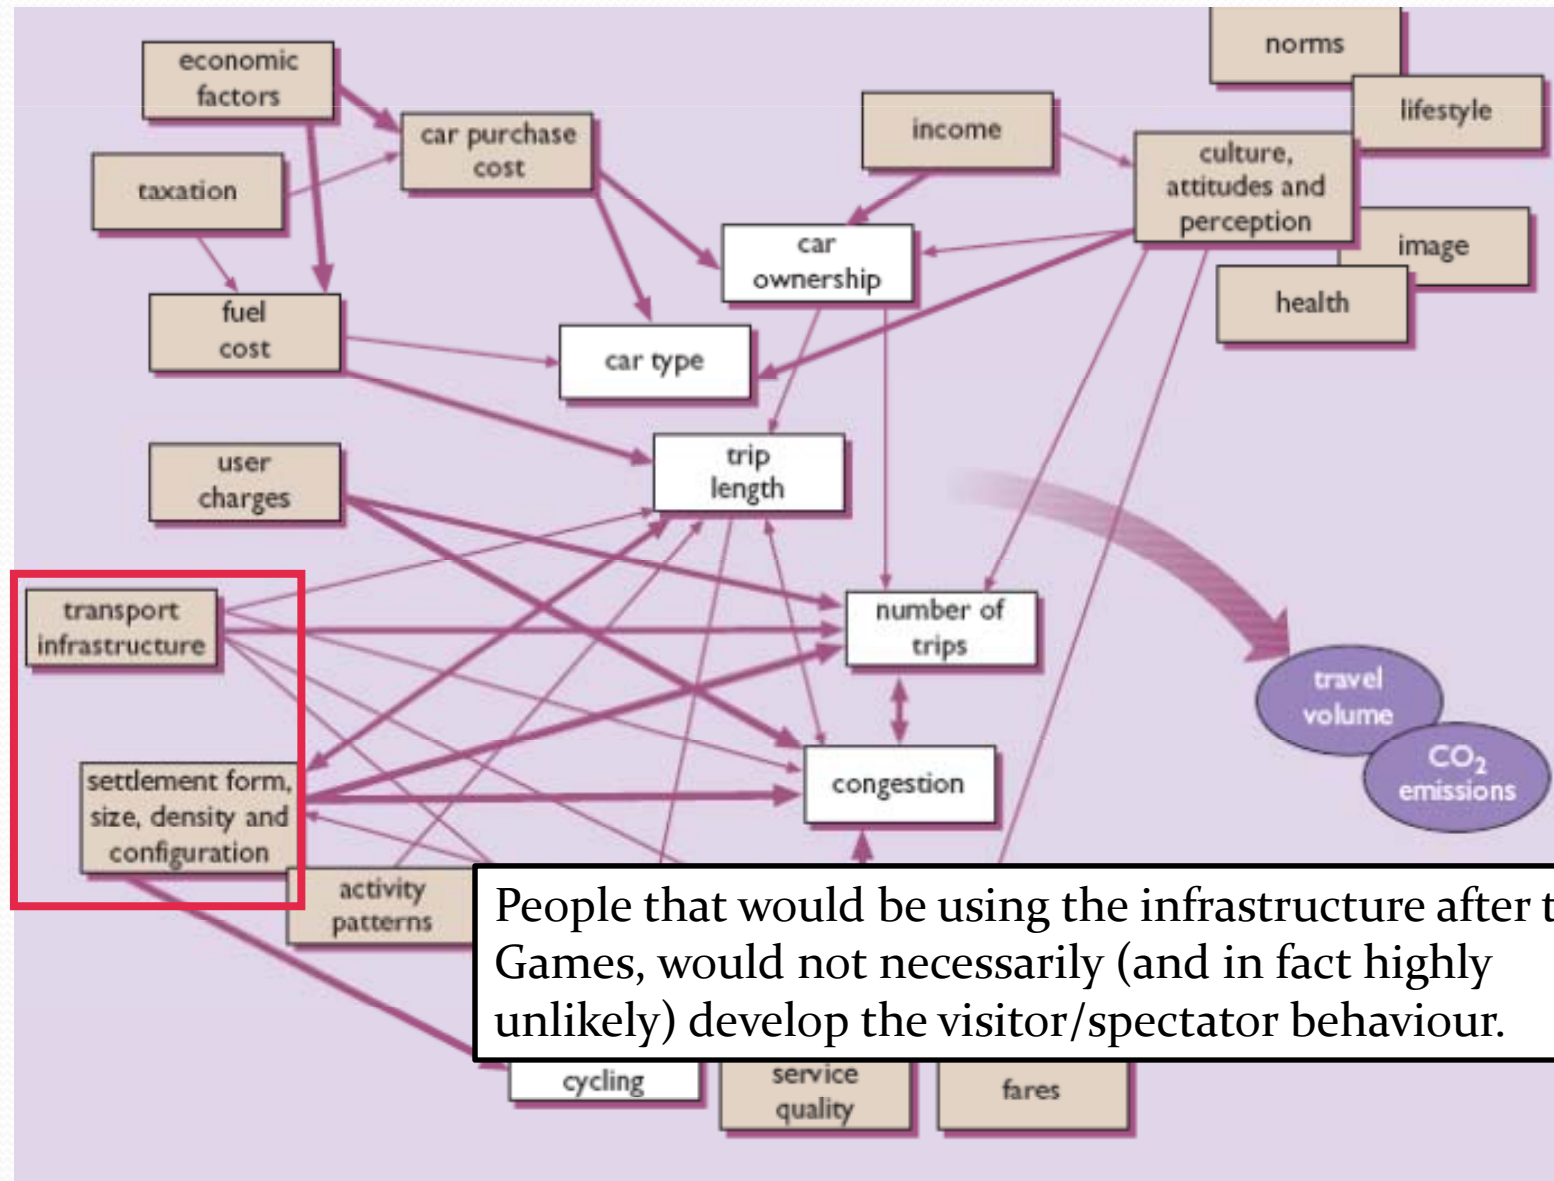 norms
economic
factors
lifestyle
income
car purchase
cost
culture,
attitudes and
perception
taxation
car
ownership
image
health
fuel
cost
car type
trip
length
user
charges
transport
infrastructure
number of
trips
travel
volume
settlement form,
size, density and
configuration
congestion
CO2
emissions
activity
patterns
People that would be using the infrastructure after t
Games, would not necessarily (and in fact highly
unlikely) develop the visitor/spectator behaviour.
cycling
service
quality
fares